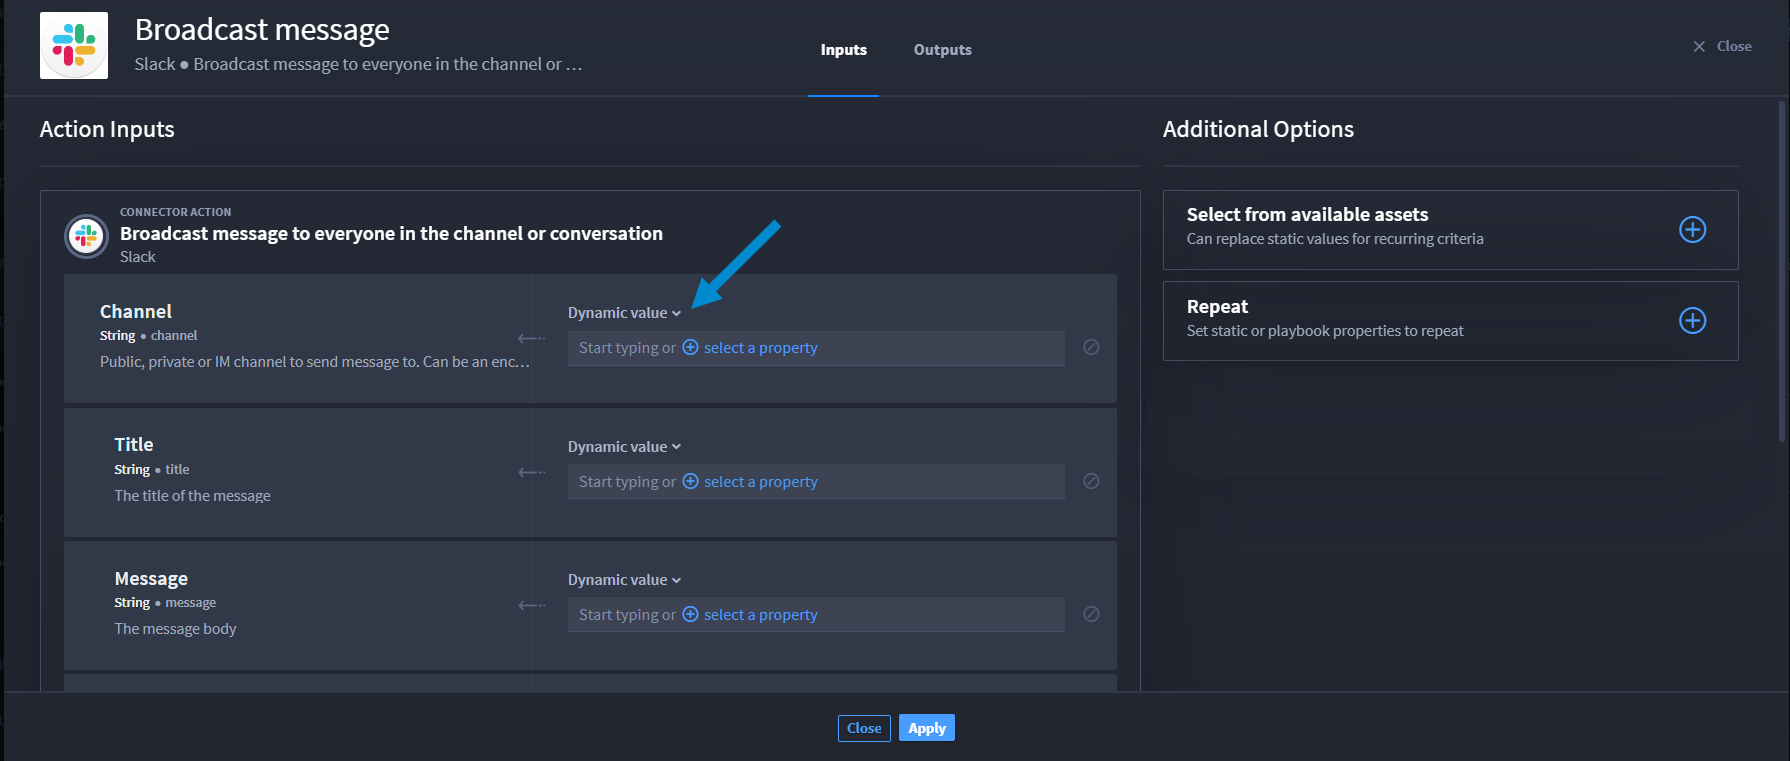 Broadcast message
Slack ● Broadcast message to everyone in the channel or …
Inputs
Outputs
Close
Action Inputs
CONNECTOR ACTION
Broadcast message to everyone in the channel or conversation
Slack
Channel
String ● channel
Public, private or IM channel to send message to. Can be an enc…
Dynamic value
Start typing or select a property
Title
String ● title
The title of the message
Dynamic value
Start typing or select a property
Message
String ● message
The message body
Dynamic value
Start typing or select a property
Additional Options
Select from available assets
Can replace static values for recurring criteria
Repeat
Set static or playbook properties to repeat
Close
Apply